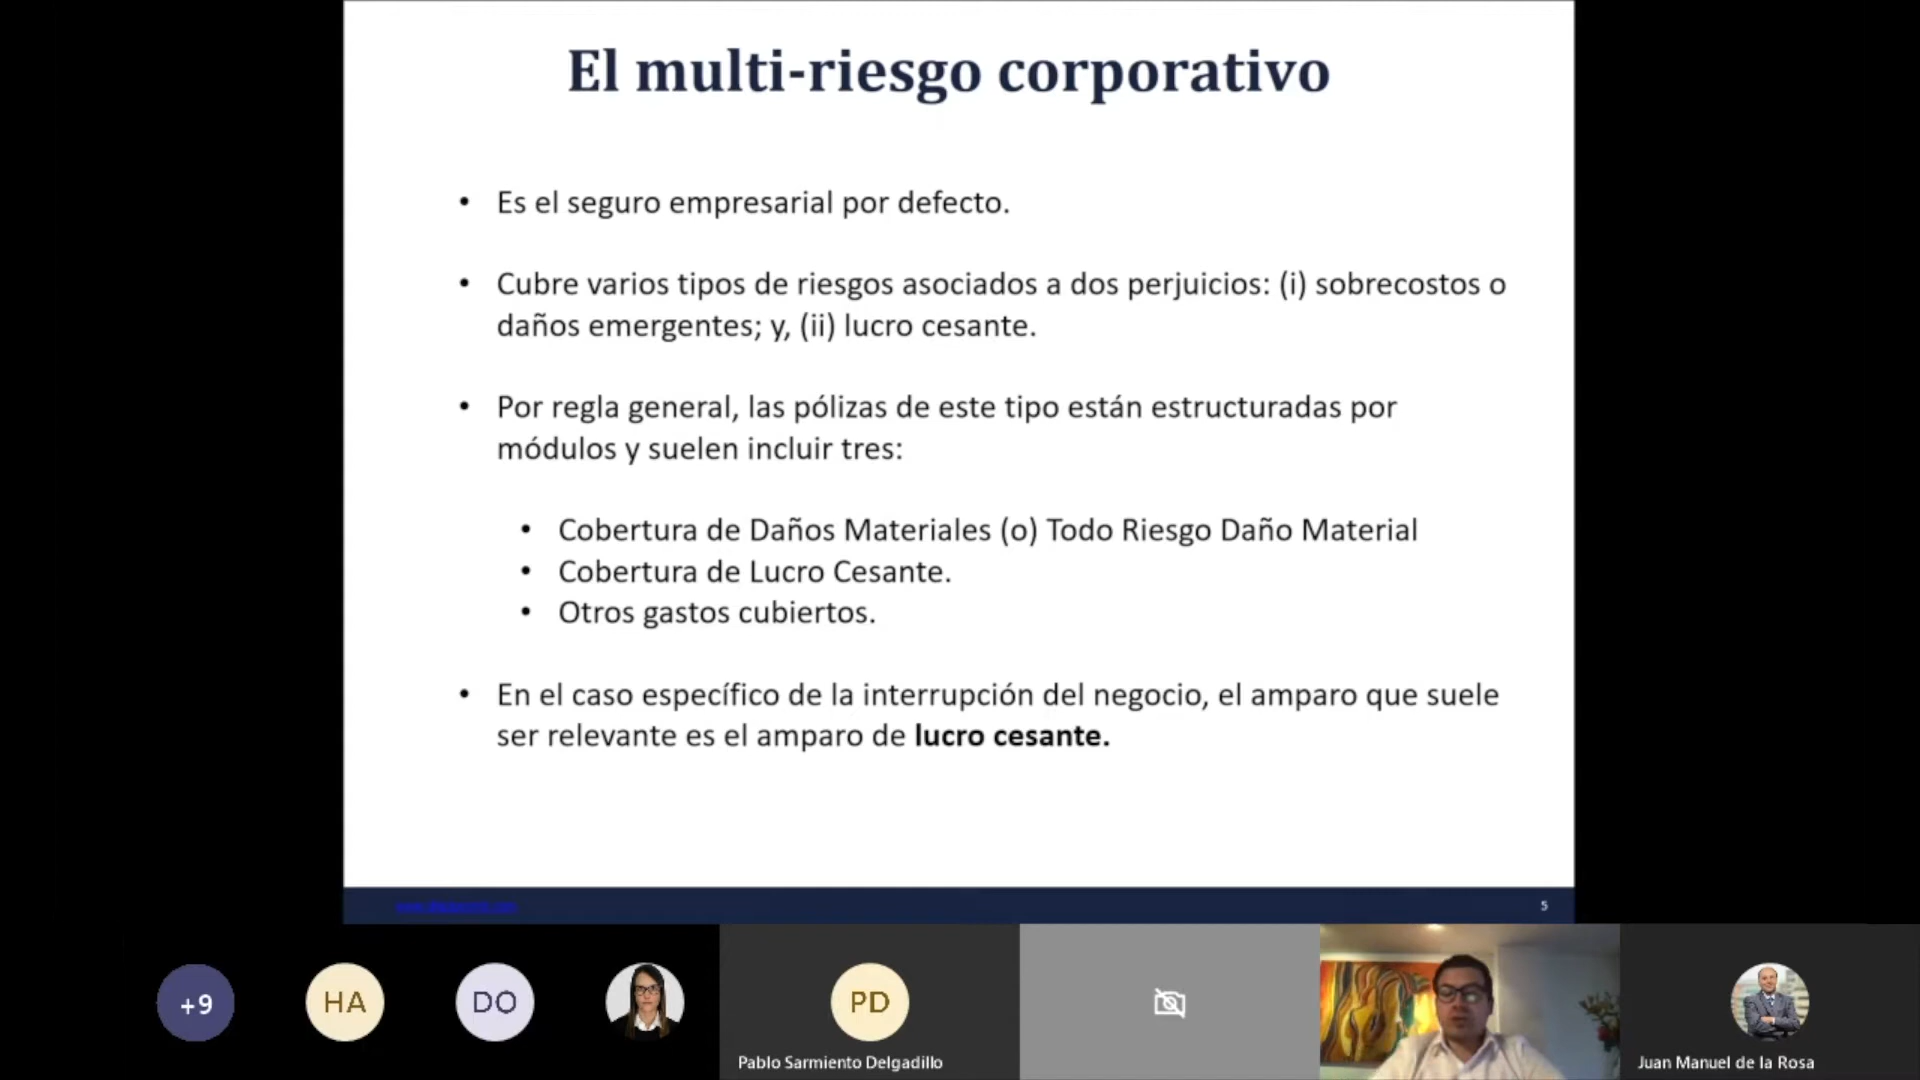 El multi-riesgo corporativo
• Es el seguro empresarial por defecto.
• Cubre varios tipos de riesgos asociados a dos perjuicios: (i) sobrecostos o
daños emergentes; y, (ii) lucro cesante.
• Por regla general, las pólizas de este tipo están estructuradas por
módulos y suelen incluir tres:
• Cobertura de Daños Materiales (o) Todo Riesgo Daño Material
• Cobertura de Lucro Cesante.
• Otros gastos cubiertos.
• En el caso específico de la interrupción del negocio, el amparo que suele
ser relevante es el amparo de lucro cesante.
5
+9
HA
DO
PD
Pablo Sarmiento Delgadillo
Juan Manuel de la Rosa